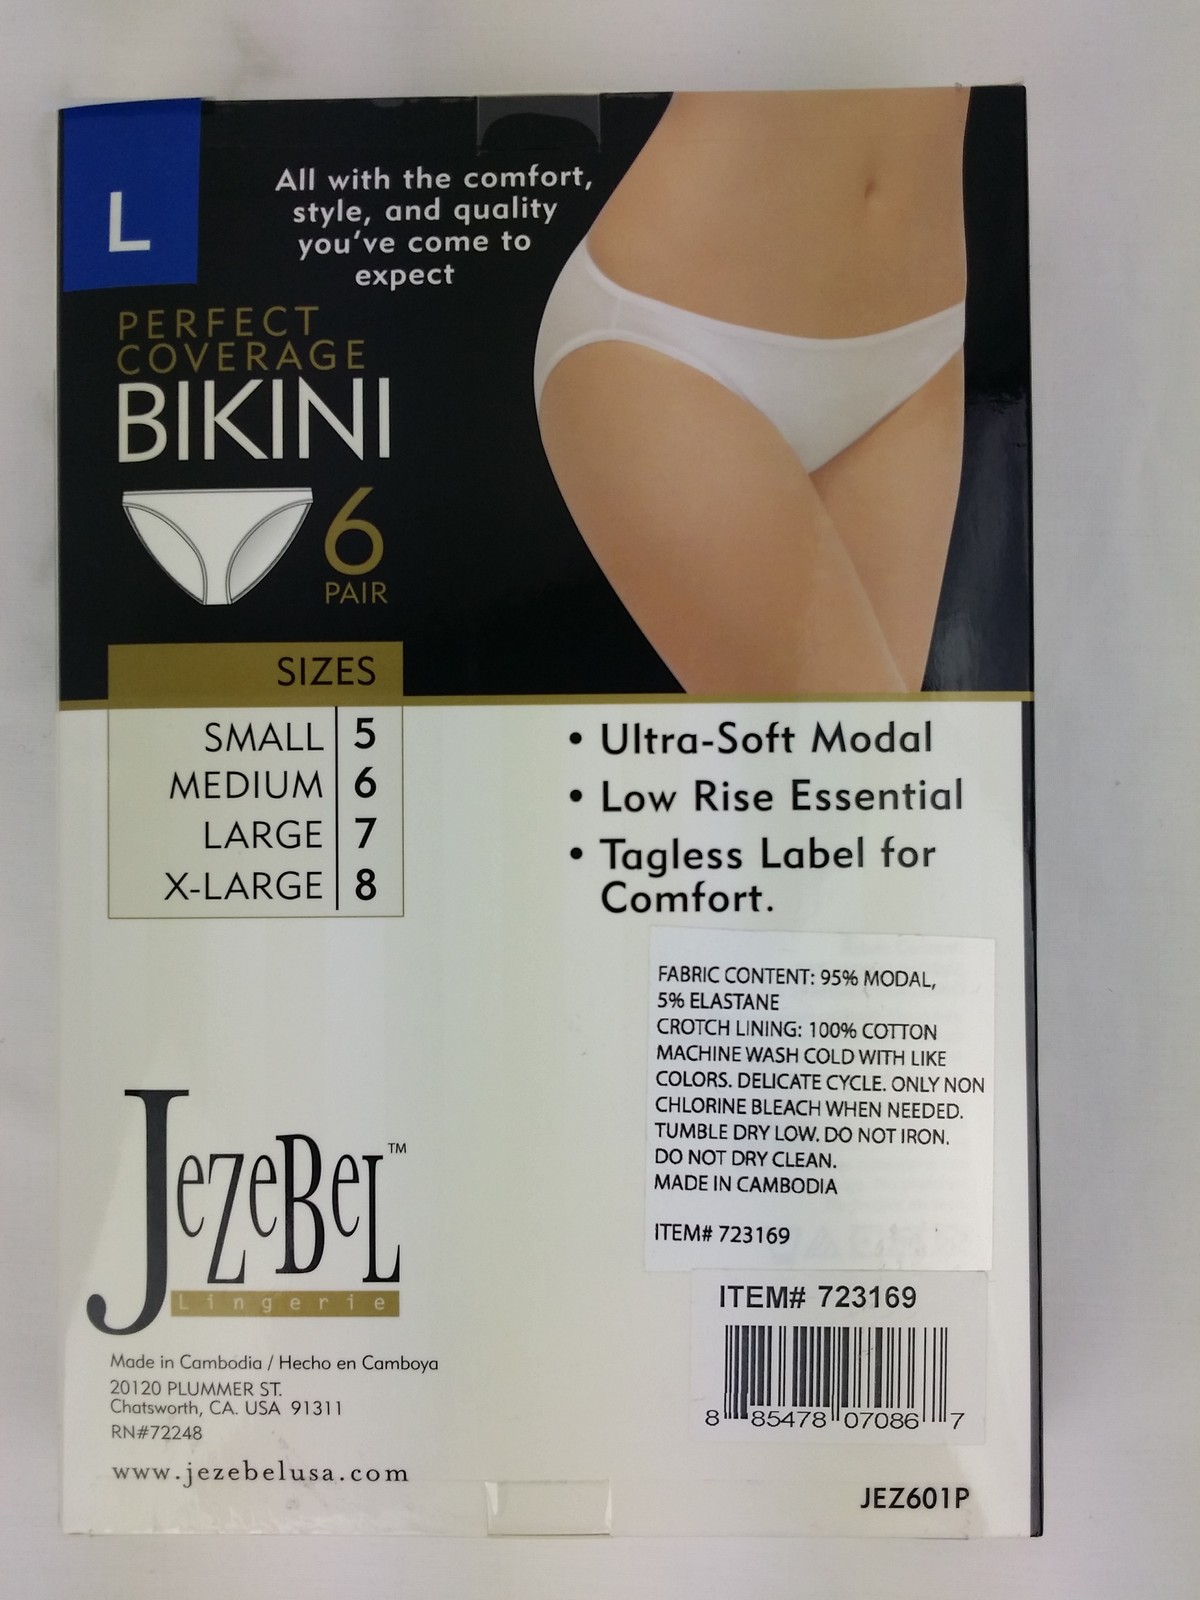 L
All with the comfort,
style, and quality
you've come to
expect
PERFECT
COVERAGE
BIKINI
6
PAIR
SIZES
SMALL 5
MEDIUM 6
LARGE 7
X-LARGE 8
• Ultra-Soft Modal
• Low Rise Essential
• Tagless Label for
Comfort.
FABRIC CONTENT: 95% MODAL,
5% ELASTANE
CROTCH LINING: 100% COTTON
MACHINE WASH COLD WITH LIKE
COLORS. DELICATE CYCLE. ONLY NON
CHLORINE BLEACH WHEN NEEDED.
TUMBLE DRY LOW. DO NOT IRON.
DO NOT DRY CLEAN.
MADE IN CAMBODIA
ITEM# 723169
ITEM# 723169
8 85478 07086 7
JEZ601P
JezeBeL™
Lingerie
Made in Cambodia / Hecho en Camboya
20120 PLUMMER ST.
Chatsworth, CA. USA 91311
RN#72248
www.jezebelusa.com